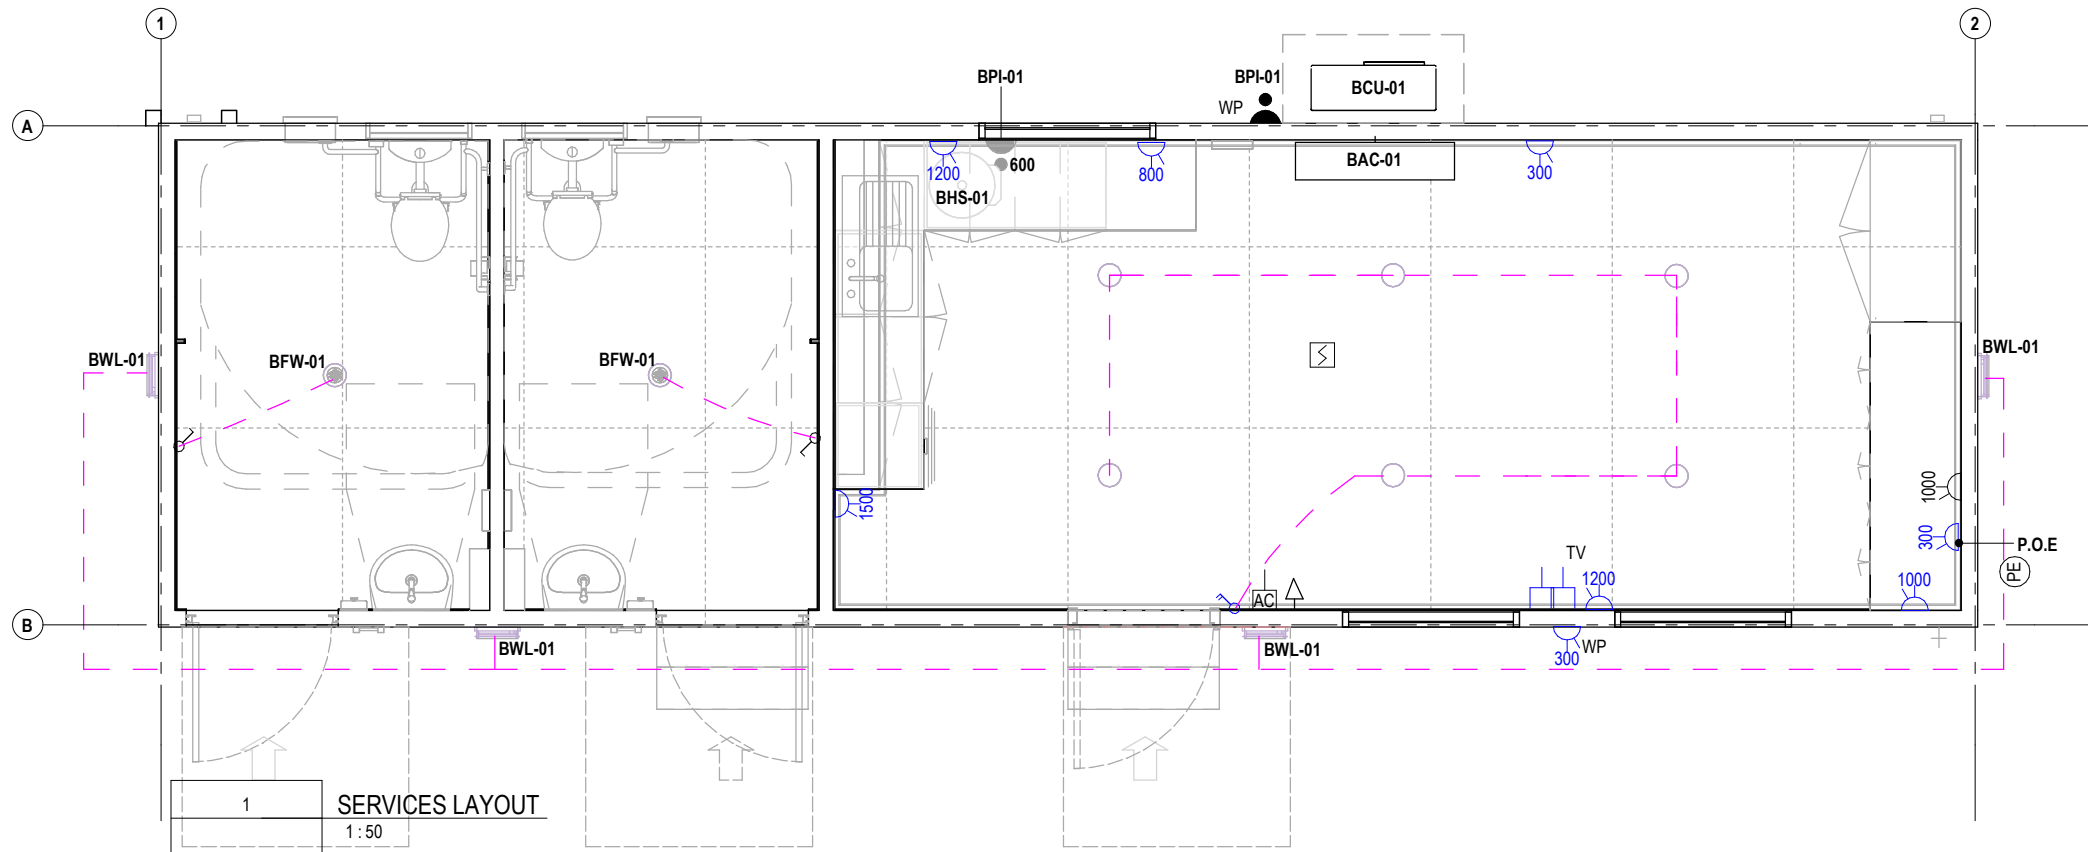 1
2
A
BPI-01
BPI-01
WP
BCU-01
1200
600
800
BAC-01
300
BHS-01
BWL-01
BFW-01
BFW-01
BWL-01
1000
1500
300
P.O.E
PE
TV
AC
1200
1000
B
BWL-01
BWL-01
300
WP
1
SERVICES LAYOUT
1 : 50